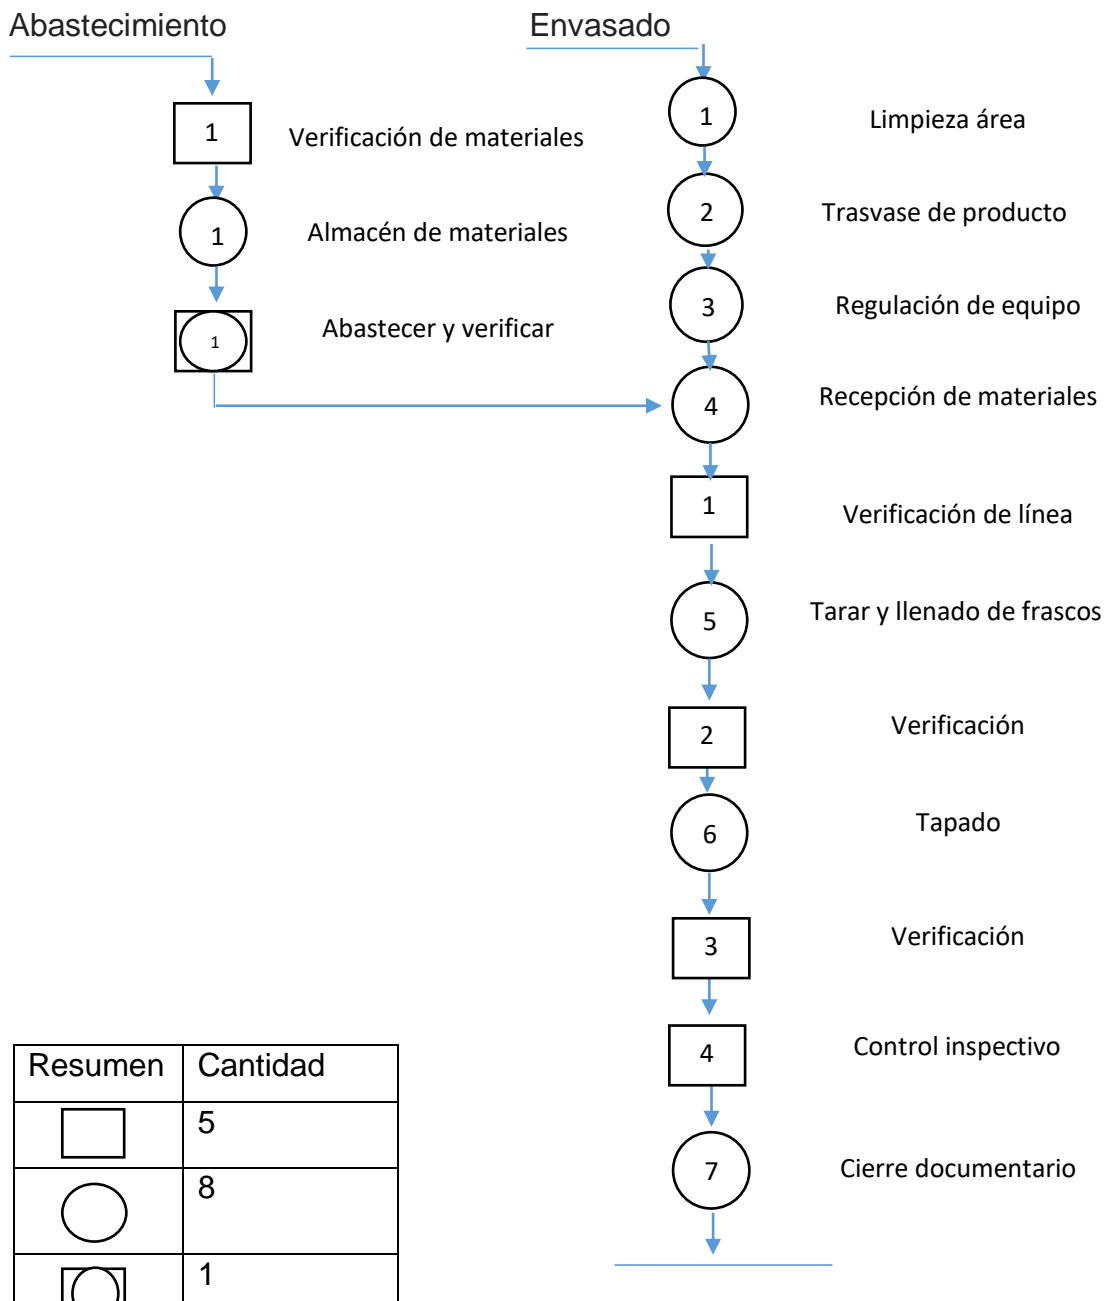 Abastecimiento
Envasado
1
Verificación de materiales
1
Almacén de materiales
1
Abastecer y verificar
1
Limpieza área
2
Trasvase de producto
3
Regulación de equipo
4
Recepción de materiales
1
Verificación de línea
5
Tarar y llenado de frascos
2
Verificación
6
Tapado
3
Verificación
4
Control inspectivo
7
Cierre documentario
Resumen Cantidad
5
8
1